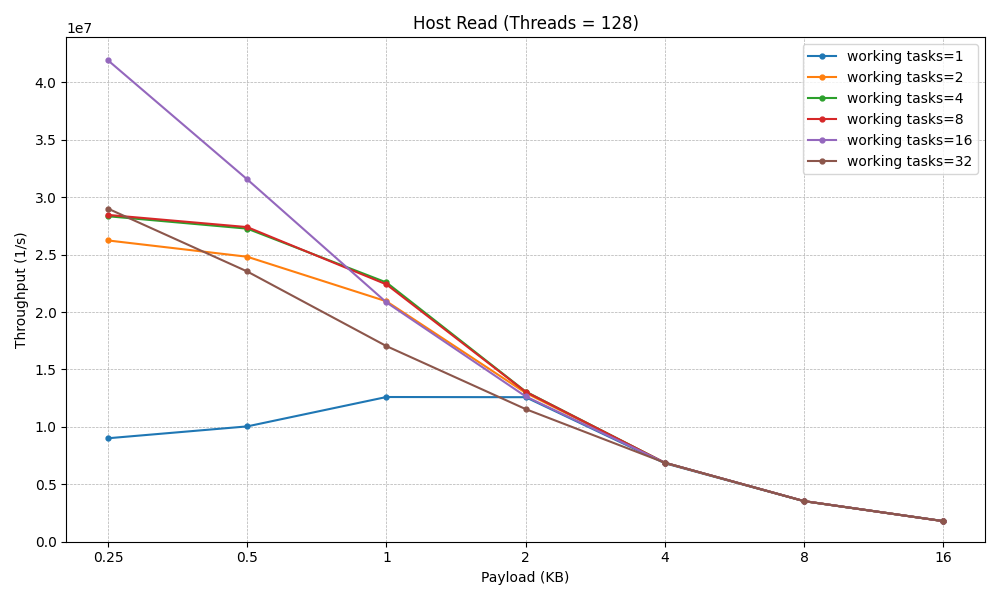 Host Read (Threads = 128)
1e7
working tasks=1
working tasks=2
working tasks=4
working tasks=8
working tasks=16
working tasks=32
Throughput (1/s)
4.0
3.5
3.0
2.5
2.0
1.5
1.0
0.5
0.0
0.25 0.5 1 2 4 8 16
Payload (KB)